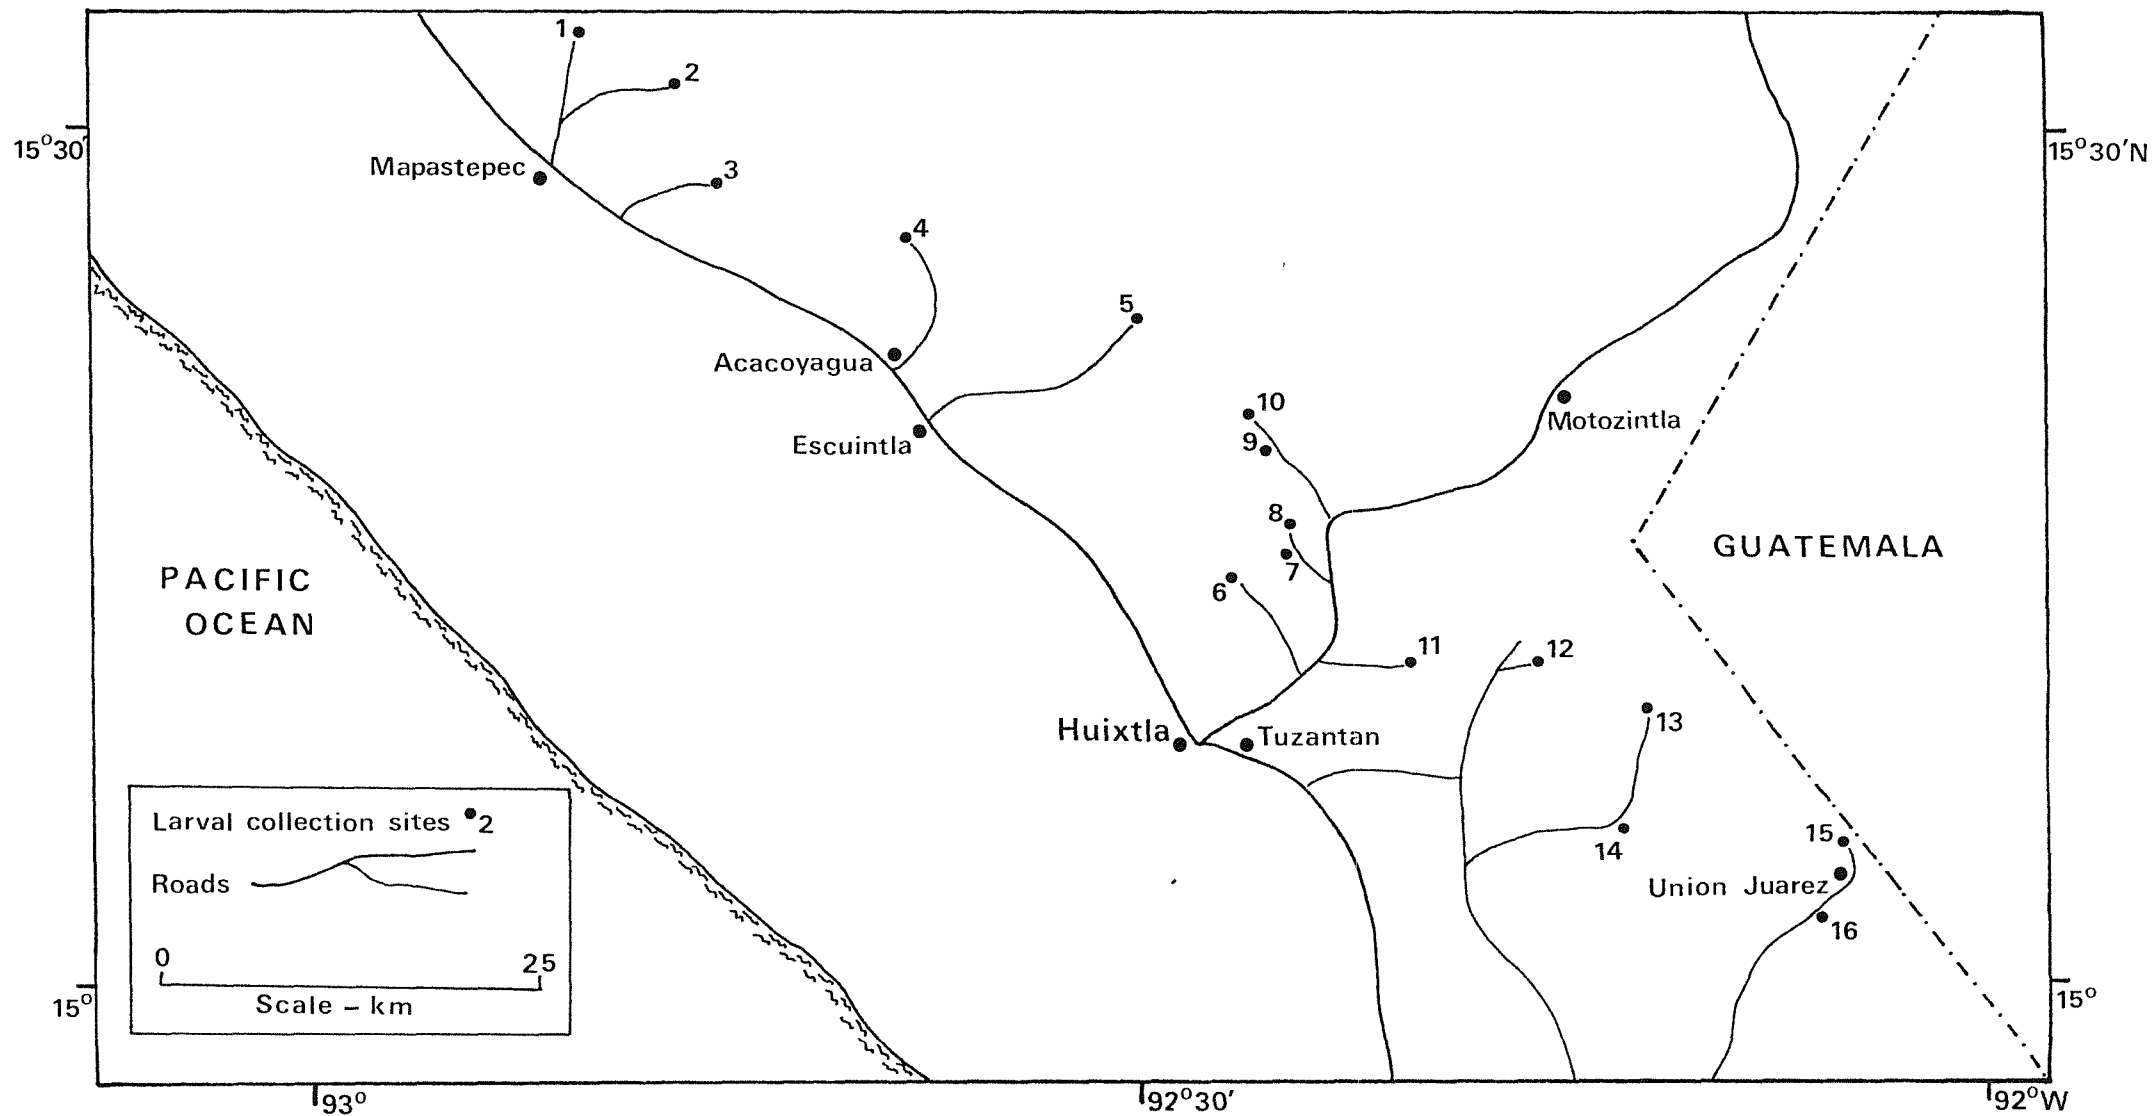 1
2
15°30'
15°30'N
Mapastepec
3
4
5
Acacoyagua
10
Motozintla
9
Escuintla
8
GUATEMALA
7
PACIFIC
OCEAN
6
11
12
13
Huixtla
Tuzantan
Larval collection sites 2
15
14
Roads
Union Juarez
16
0 25
Scale – km
15°
15°
93°
92°30'
92°W